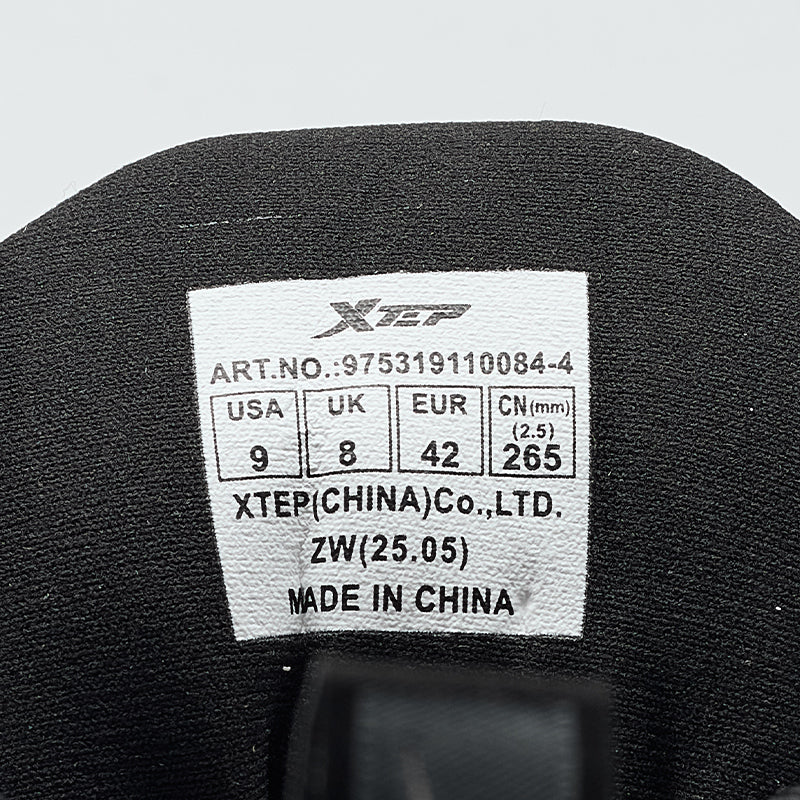 XTEP
ART.NO.:975319110084-4
USA UK EUR CN(mm)
(2.5)
9 8 42 265
XTEP(CHINA)Co.,LTD.
ZW(25.05)
MADE IN CHINA